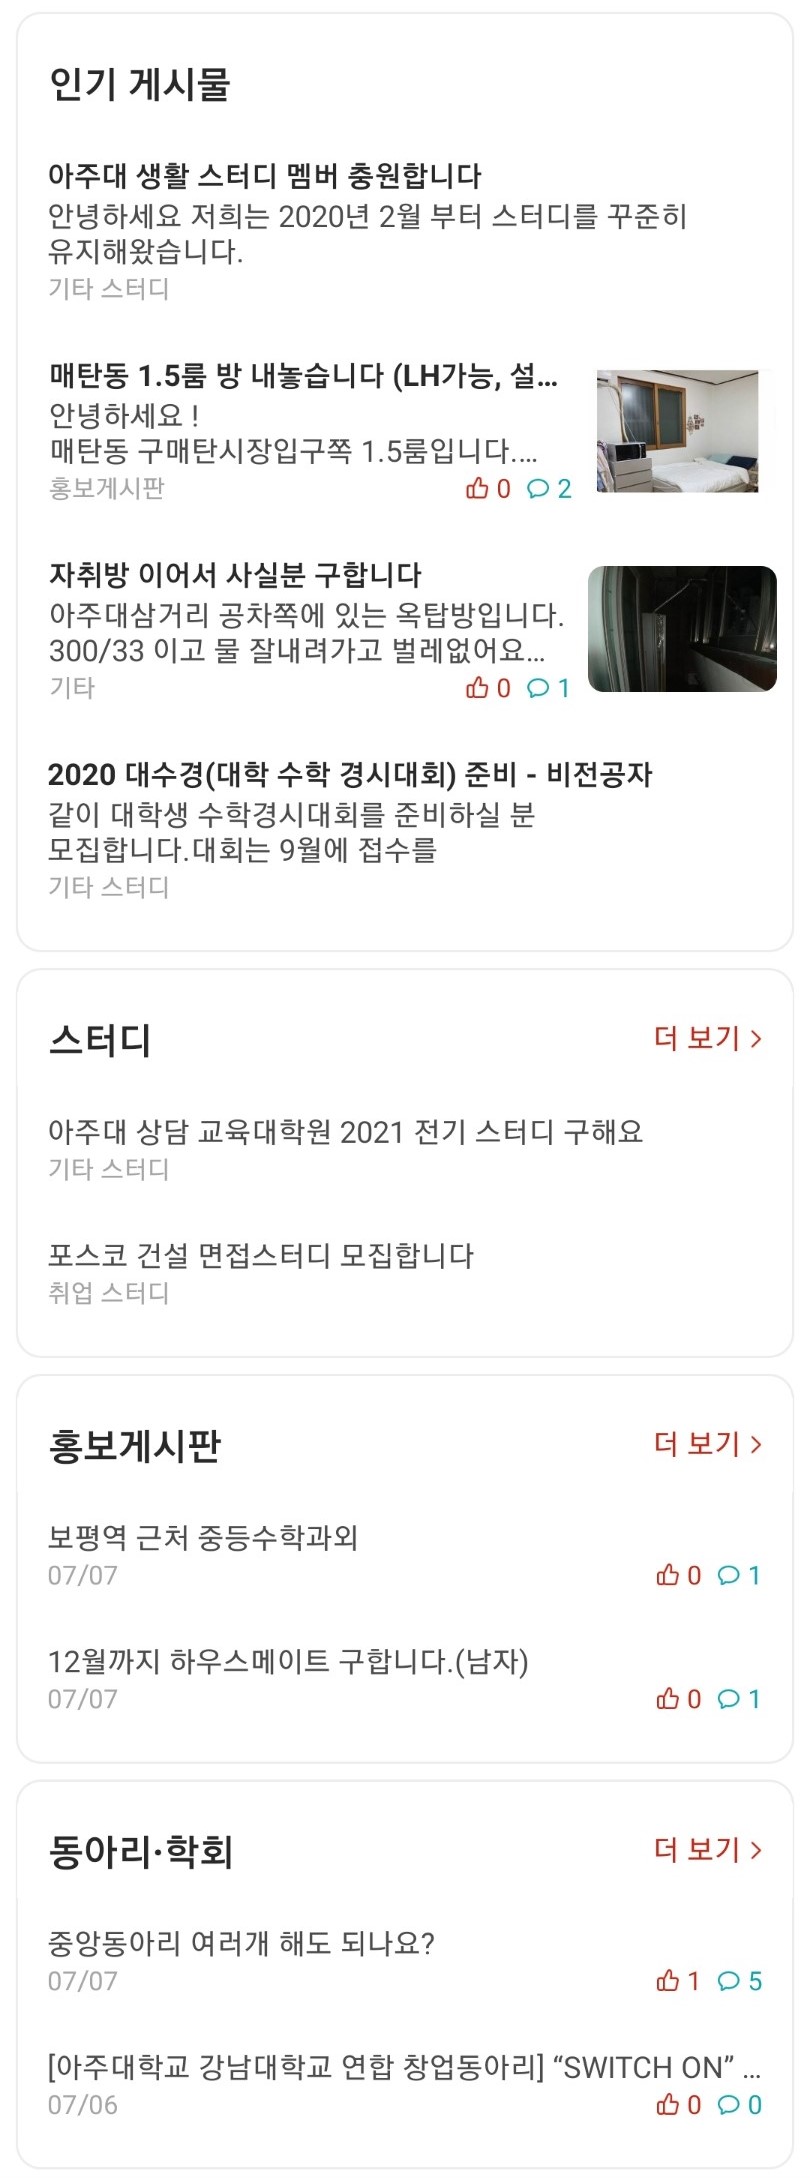 인기 게시물
아주대 생활 스터디 멤버 충원합니다
안녕하세요 저희는 2020년 2월 부터 스터디를 꾸준히
유지해왔습니다.
기타 스터디
매탄동 1.5룸 방 내놓습니다 (LH가능, 설...
안녕하세요 !
매탄동 구매탄시장입구쪽 1.5룸입니다....
홍보게시판 0 2
자취방 이어서 사실분 구합니다
아주대삼거리 공차쪽에 있는 옥탑방입니다.
300/33 이고 물 잘내려가고 벌레없어요...
기타 0 1
2020 대수경(대학 수학 경시대회) 준비 - 비전공자
같이 대학생 수학경시대회를 준비하실 분
모집합니다.대회는 9월에 접수를
기타 스터디
스터디 더 보기 >
아주대 상담 교육대학원 2021 전기 스터디 구해요
기타 스터디
포스코 건설 면접스터디 모집합니다
취업 스터디
홍보게시판 더 보기 >
보평역 근처 중등수학과외
07/07 0 1
12월까지 하우스메이트 구합니다.(남자)
07/07 0 1
동아리·학회 더 보기 >
중앙동아리 여러개 해도 되나요?
07/07 1 5
[아주대학교 강남대학교 연합 창업동아리] “SWITCH ON” ...
07/06 0 0